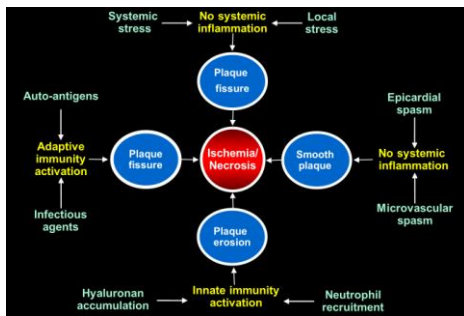 Systemic
stress
No systemic
inflammation
Local
stress
Plaque
fissure
Auto-antigens
Adaptive
immunity
activation
Infectious
agents
Plaque
fissure
Ischemia/
Necrosis
Smooth
plaque
Epicardial
spasm
No systemic
inflammation
Microvascular
spasm
Plaque
erosion
Hyaluronan
accumulation
Innate immunity
activation
Neutrophil
recruitment